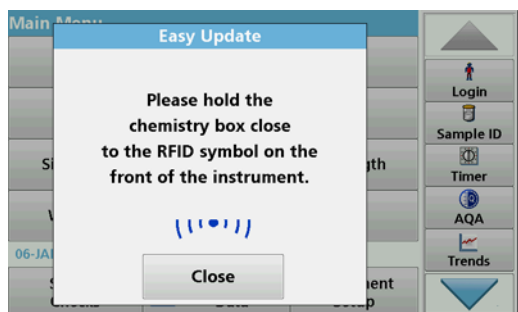 Main Menu
Easy Update
Please hold the
chemistry box close
to the RFID symbol on the
front of the instrument.
Close
06-JA
Login
Sample ID
Timer
AQA
Trends